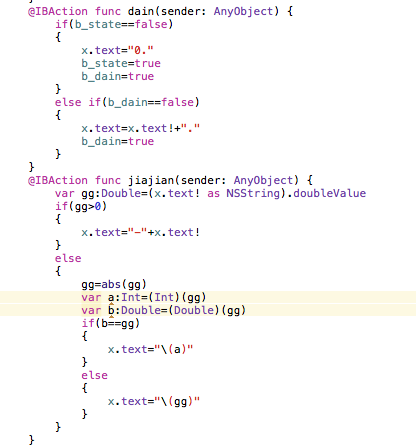 @IBAction func dain(sender: AnyObject) {
if(b_state==false)
{
x.text="0."
b_state=true
b_dain=true
}
else if(b_dain==false)
{
x.text=x.text!+"."
b_dain=true
}
}
@IBAction func jiajian(sender: AnyObject) {
var gg:Double=(x.text! as NSString).doubleValue
if(gg>0)
{
x.text="-"+x.text!
}
else
{
gg=abs(gg)
var a:Int=(Int)(gg)
var b:Double=(Double)(gg)
if(b==gg)
{
x.text="\(a)"
}
else
{
x.text="\(gg)"
}
}
}